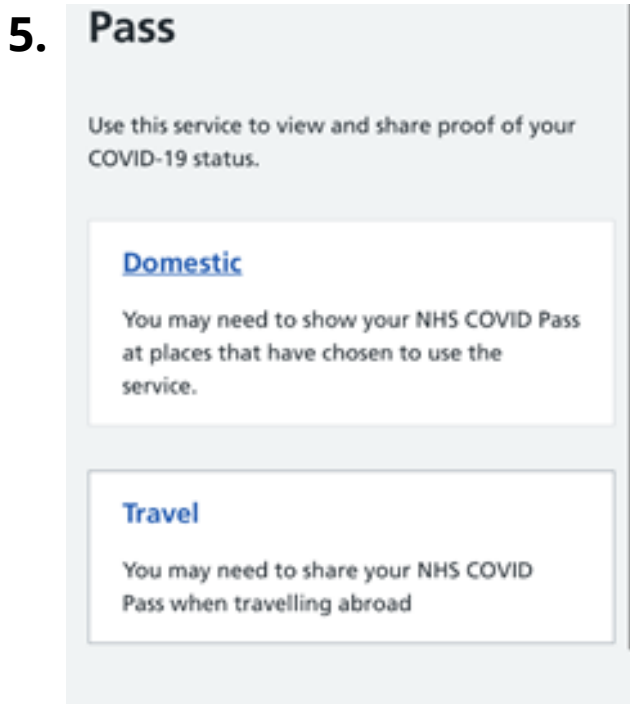 5.
Pass
Use this service to view and share proof of your
COVID-19 status.
Domestic
You may need to show your NHS COVID Pass
at places that have chosen to use the
service.
Travel
You may need to share your NHS COVID
Pass when travelling abroad